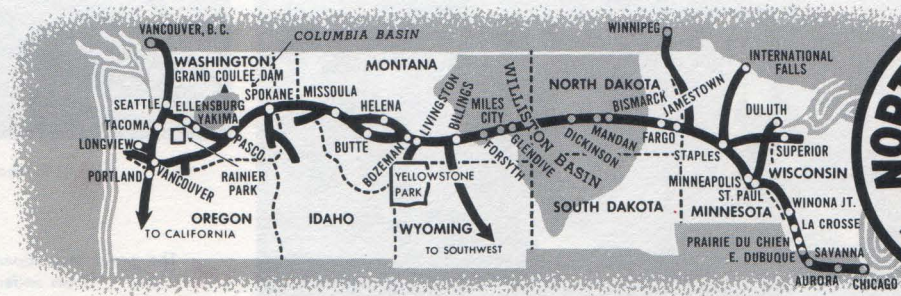 VANCOUVER, B. C.
COLUMBIA BASIN
WINNIPEG
WASHINGTON
GRAND COULEE DAM
MONTANA
INTERNATIONAL
FALLS
SPOKANE
MISSOULA
NORTH DAKOTA
SEATTLE
ELLENSBURG
HELENA
LIVINGSTON
BILLINGS
WILLISTON BASIN
BISMARCK
JAMESTOWN
DULUTH
TACOMA
YAKIMA
MILES
CITY
LONGVIEW
PASCO
BUTTE
BOZEMAN
FORSYTH
GLENDIVE
DICKINSON
MANDAN
FARGO
STAPLES
SUPERIOR
PORTLAND
VANCOUVER
RAINIER
PARK
YELLOWSTONE
PARK
MINNEAPOLIS
ST. PAUL
WISCONSIN
OREGON
TO CALIFORNIA
IDAHO
WYOMING
TO SOUTHWEST
SOUTH DAKOTA
MINNESOTA
WINONA JT.
LA CROSSE
PRAIRIE DU CHIEN
E. DUBUQUE
SAVANNA
AURORA
CHICAGO
NORT